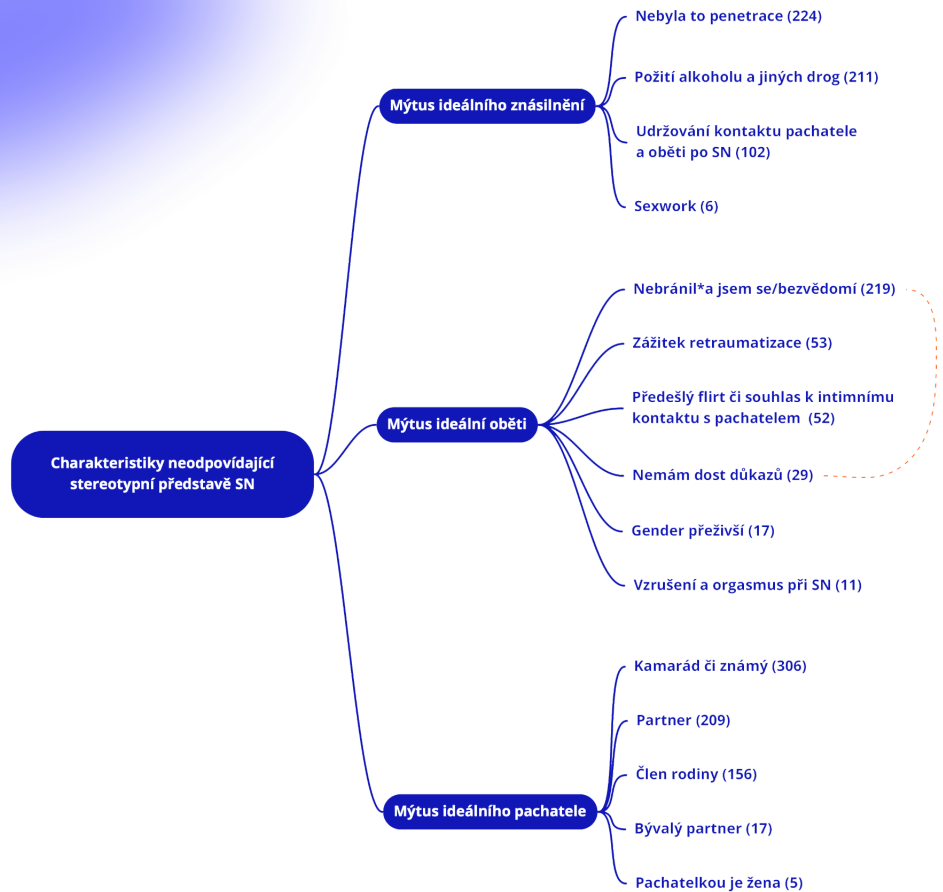 Charakteristiky neodpovídající
stereotypní představě SN
Mýtus ideálního znásilnění
Nebyla to penetrace (224)
Požití alkoholu a jiných drog (211)
Udržování kontaktu pachatele
a oběti po SN (102)
Sexwork (6)
Mýtus ideální oběti
Nebránil*a jsem se/bezvědomí (219)
Zážitek retraumatizace (53)
Předešlý flirt či souhlas k intimnímu
kontaktu s pachatelem (52)
Nemám dost důkazů (29)
Gender přeživší (17)
Vzrušení a orgasmus při SN (11)
Mýtus ideálního pachatele
Kamarád či známý (306)
Partner (209)
Člen rodiny (156)
Bývalý partner (17)
Pachatelkou je žena (5)